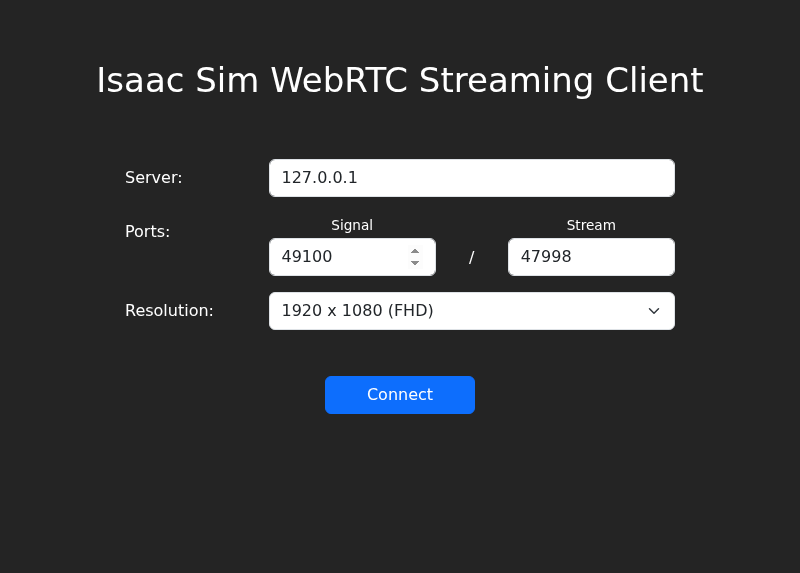 Isaac Sim WebRTC Streaming Client
Server:
127.0.0.1
Ports:
Signal
Stream
49100
/
47998
Resolution:
1920 x 1080 (FHD)
Connect